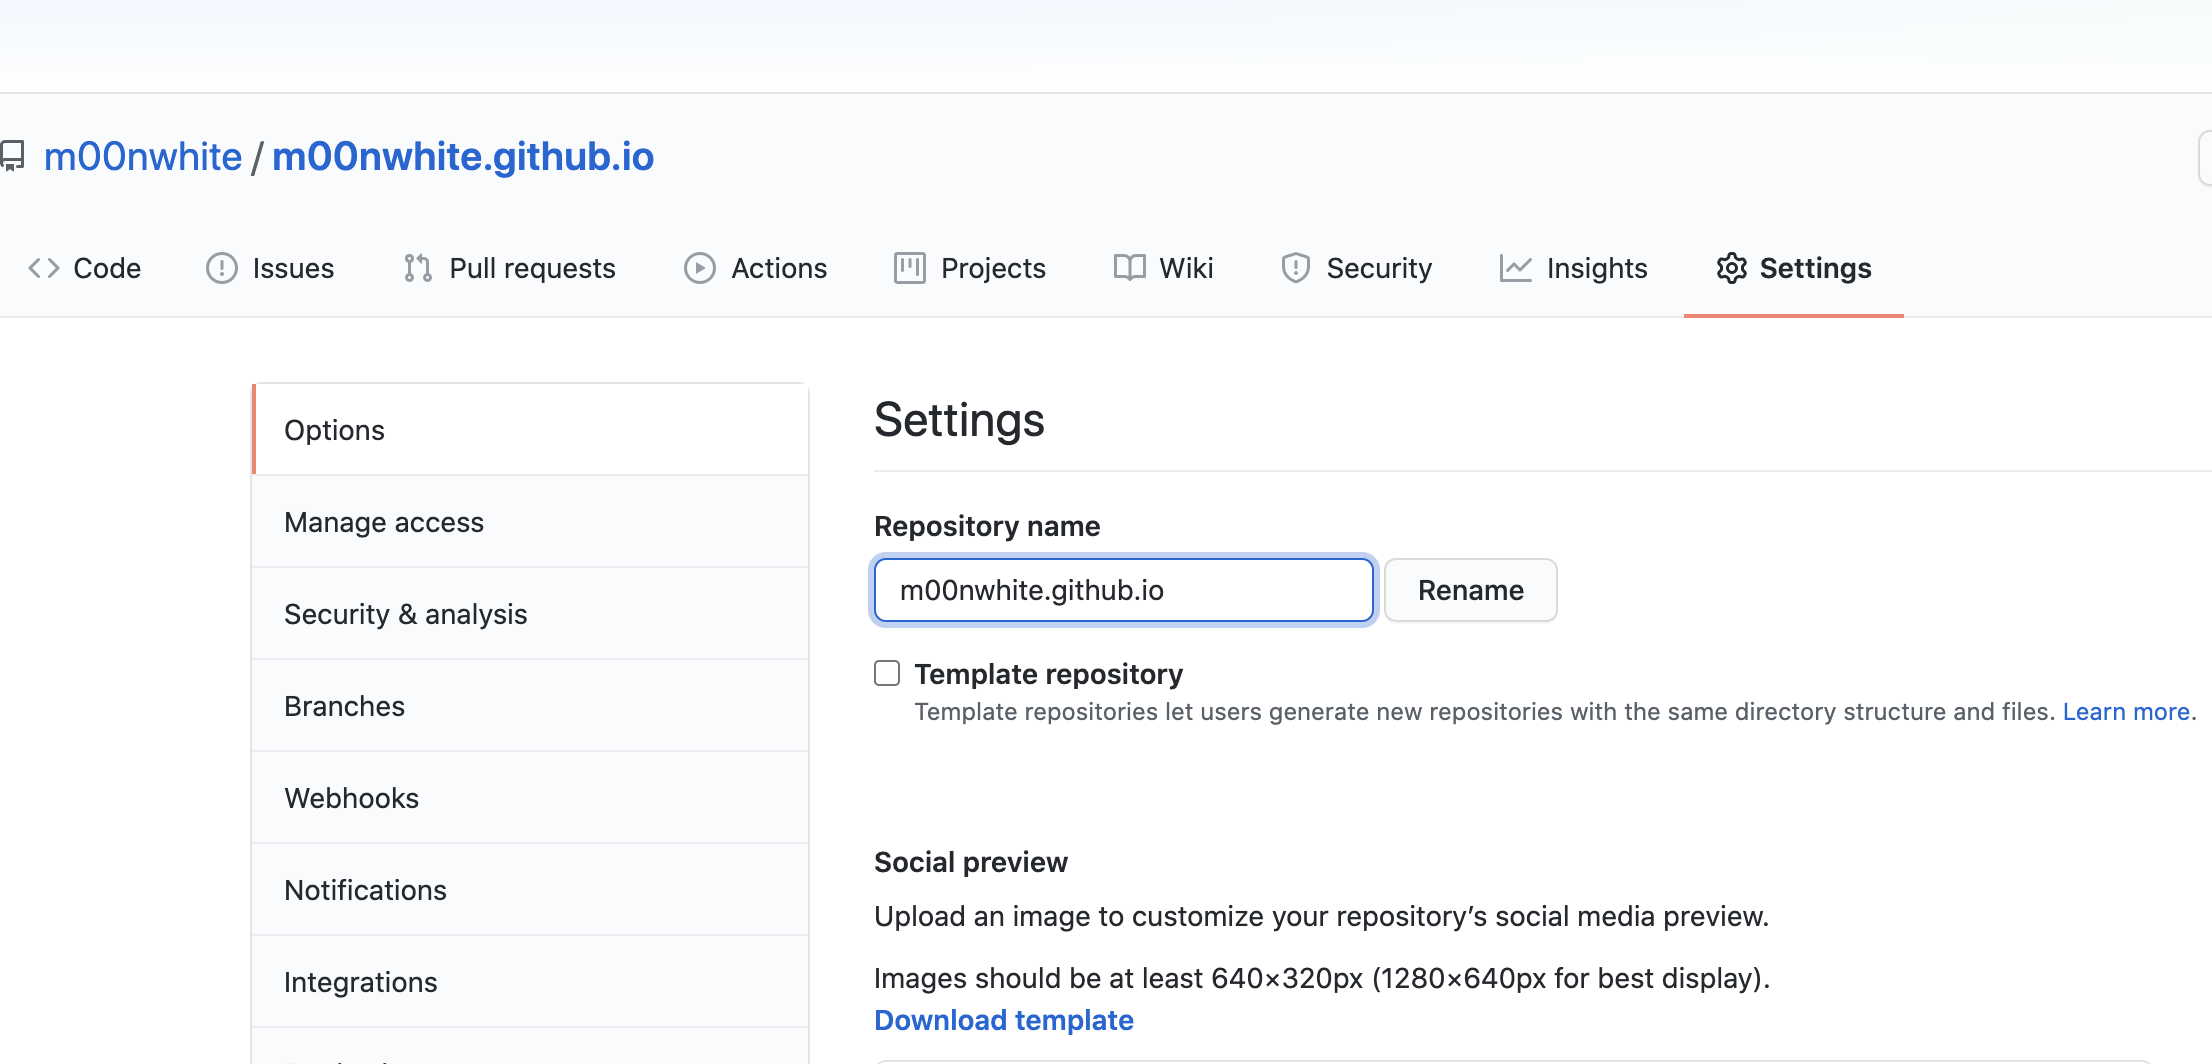 m00nwhite / m00nwhite.github.io
Code Issues Pull requests Actions Projects Wiki Security Insights Settings
Options
Manage access
Security & analysis
Branches
Webhooks
Notifications
Integrations
Settings
Repository name
m00nwhite.github.io Rename
Template repository
Template repositories let users generate new repositories with the same directory structure and files. Learn more.
Social preview
Upload an image to customize your repository’s social media preview.
Images should be at least 640×320px (1280×640px for best display).
Download template